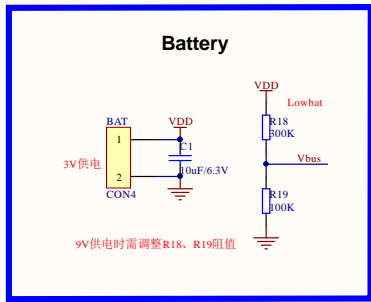 Battery
VDD
Lowbat
BAT
VDD
R18
300K
1
C1
3V供电
Vbus
2
10uF/6.3V
R19
100K
CON4
9V供电时需调整R18、R19阻值